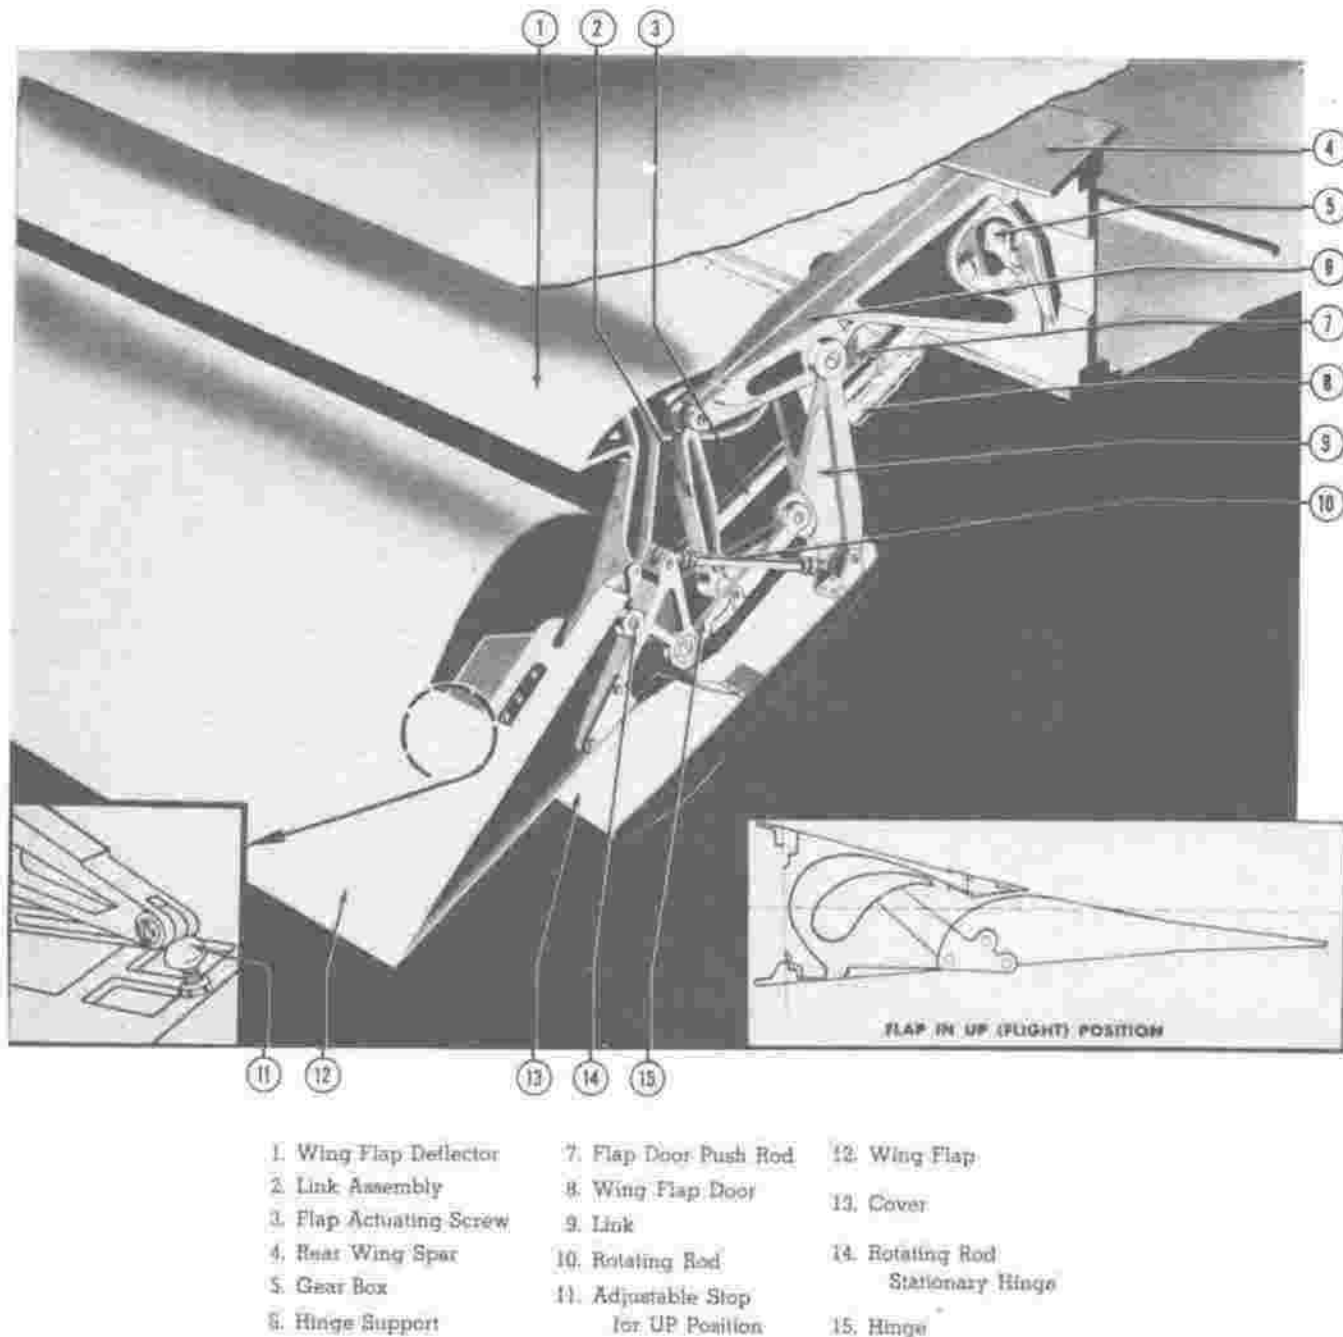 1 2 3
4
5
6
7
8
9
10
FLAP IN UP (FLIGHT) POSITION
11 12 13 14 15
1. Wing Flap Deflector
2. Link Assembly
3. Flap Actuating Screw
4. Rear Wing Spar
5. Gear Box
6. Hinge Support
7. Flap Door Push Rod
8. Wing Flap Door
9. Link
10. Rotating Rod
11. Adjustable Stop
for UP Position
12. Wing Flap
13. Cover
14. Rotating Rod
Stationary Hinge
15. Hinge